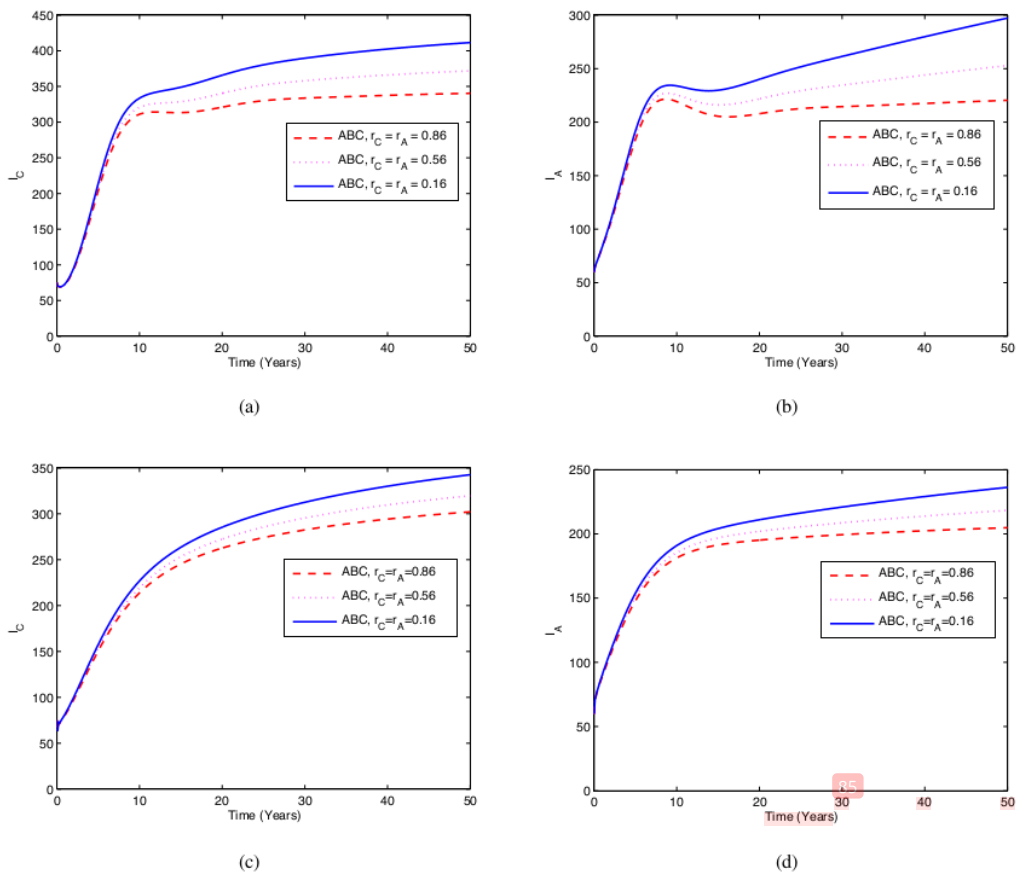 450
400
350
300
250
200
150
100
50
0
I_C
ABC, r_C = r_A = 0.86
ABC, r_C = r_A = 0.56
ABC, r_C = r_A = 0.16
0 10 20 30 40 50
Time (Years)
(a)
300
250
200
150
100
50
0
I_A
ABC, r_C = r_A = 0.86
ABC, r_C = r_A = 0.56
ABC, r_C = r_A = 0.16
0 10 20 30 40 50
Time (Years)
(b)
350
300
250
200
150
100
50
0
I_C
ABC, r_C=r_A=0.86
ABC, r_C=r_A=0.56
ABC, r_C=r_A=0.16
0 10 20 30 40 50
Time (Years)
(c)
250
200
150
100
50
0
I_A
ABC, r_C=r_A=0.86
ABC, r_C=r_A=0.56
ABC, r_C=r_A=0.16
85
0 10 20 30 40 50
Time (Years)
(d)